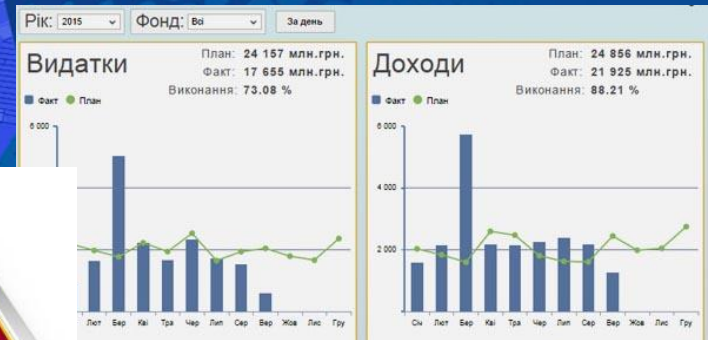 Рік: 2015 Фонд: Всі За день
Видатки
План: 24 157 млн.грн.
Факт: 17 655 млн.грн.
Виконання: 73.08 %
Факт План
6 000
Лют Бер Кві Тра Чер Лип Сер Вер Жов Лис Гру
Доходи
План: 24 856 млн.грн.
Факт: 21 925 млн.грн.
Виконання: 88.21 %
Факт План
6 000
4 000
2 000
Січ Лют Бер Кві Тра Чер Лип Сер Вер Жов Лис Гру